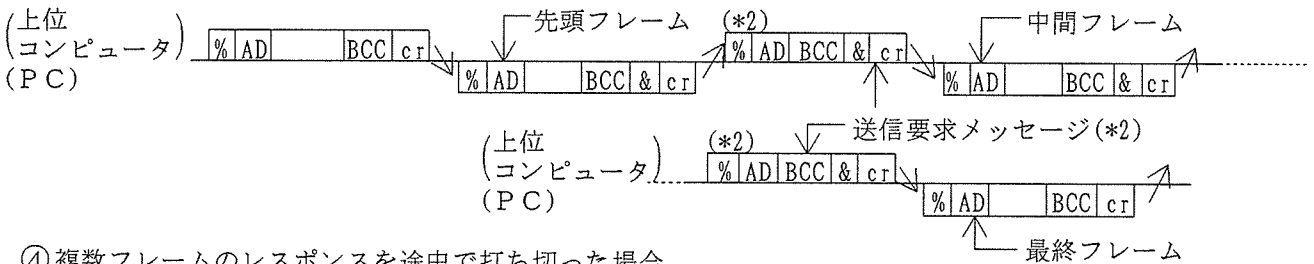 (上位
コンピュータ)
(PC)
% AD BCC cr
先頭フレーム
% AD BCC & cr
(*2)
% AD BCC & cr
中間フレーム
% AD BCC & cr
送信要求メッセージ(*2)
(上位
コンピュータ)
(PC)
(*2)
% AD BCC & cr
% AD BCC cr
最終フレーム
④複数フレームのレスポンスを途中で打ち切った場合